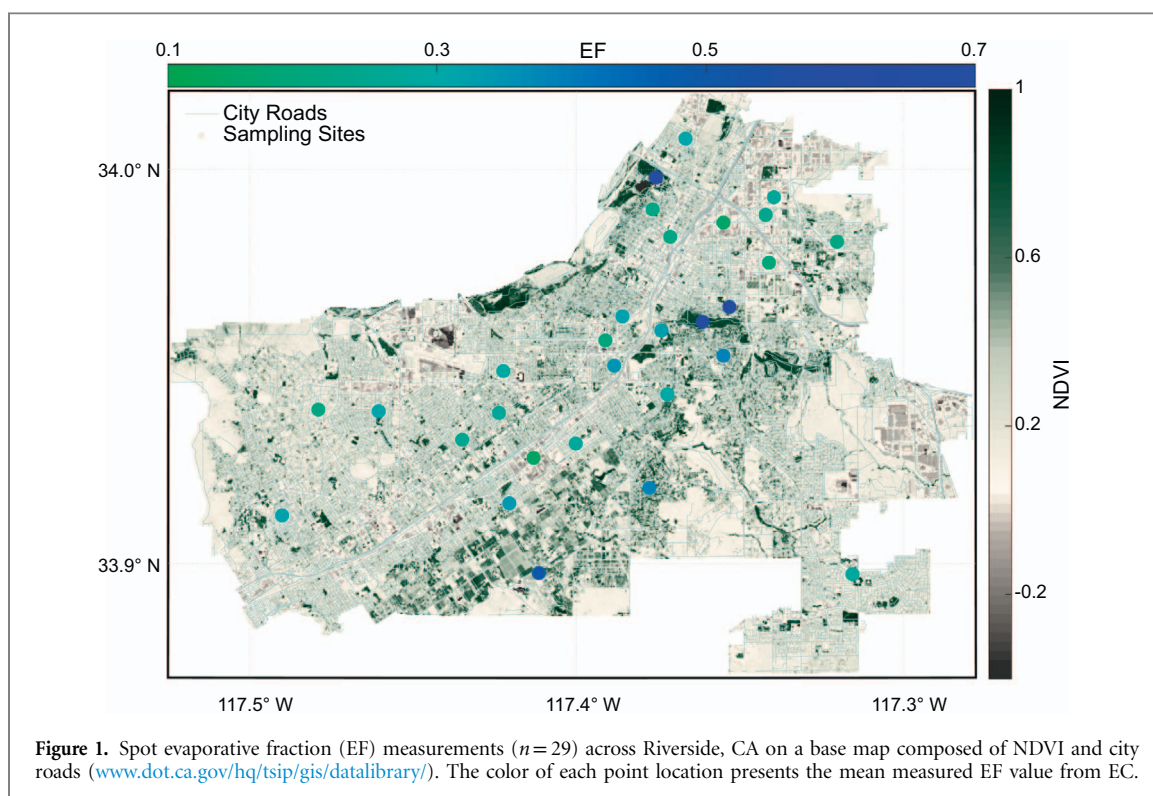 0.1 0.3 EF 0.5 0.7
City Roads
Sampling Sites
34.0° N
33.9° N
117.5° W 117.4° W 117.3° W
1
0.6
0.2
-0.2
NDVI
Figure 1. Spot evaporative fraction (EF) measurements (n=29) across Riverside, CA on a base map composed of NDVI and city
roads (www.dot.ca.gov/hq/tsip/gis/datalibrary/). The color of each point location presents the mean measured EF value from EC.